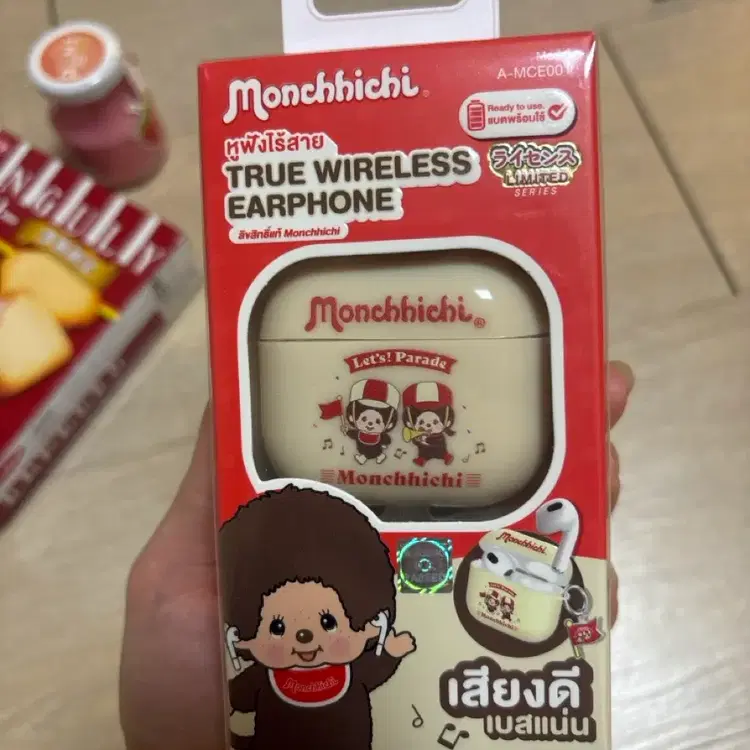 Monchhichi®
A-MCE001
Ready to use.
แบตพร้อมใช้
หูฟังไร้สาย
TRUE WIRELESS
EARPHONE
ลิขสิทธิ์แท้ Monchhichi
ライセンス
LIMITED
SERIES
Monchhichi®
Let's! Parade
Monchhichi
Monchhichi
Monchhichi
เสียงดี
เบสแน่น